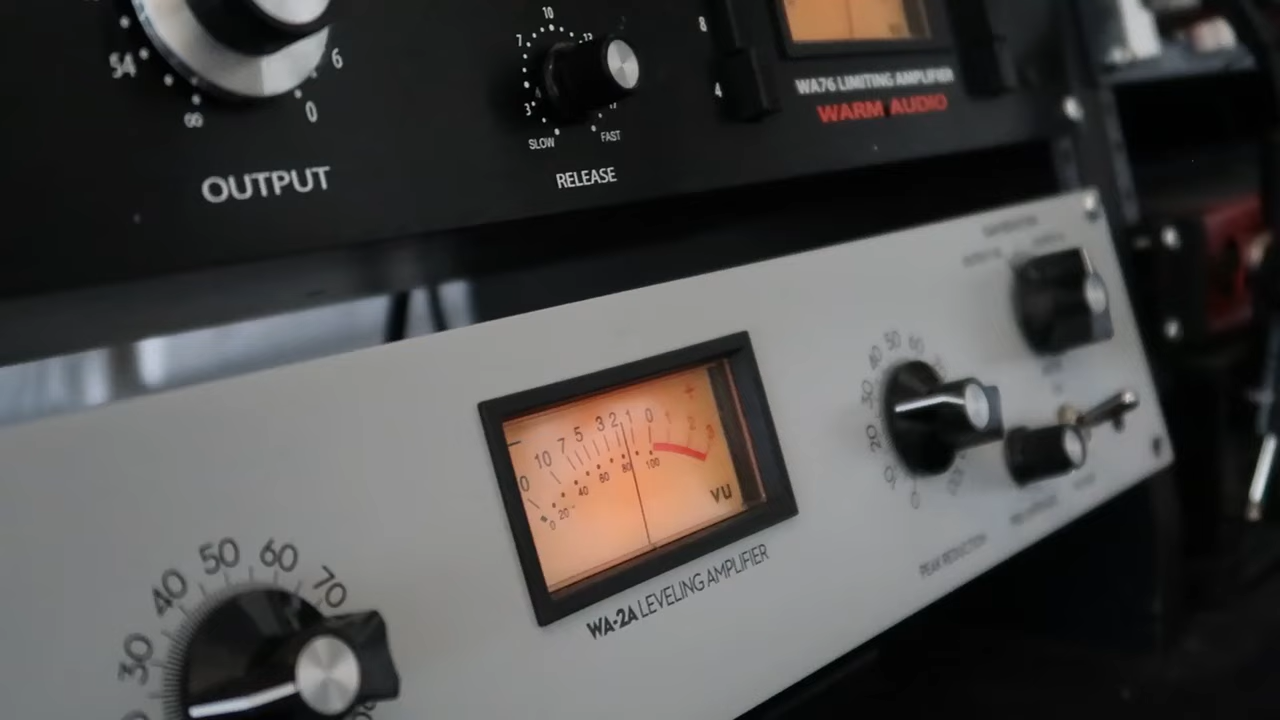 54
60
6
0
OUTPUT
10
7
3
SLOW
FAST
RELEASE
8
4
WA76 LIMITING AMPLIFIER
WARM AUDIO
10 7 5 3 2 1 0 1 2 3
0 20 40 60 80 100
+
VU
WA-2A LEVELING AMPLIFIER
30 40 50 60 70
0 20 30 40 50 60
PEAK REDUCTION